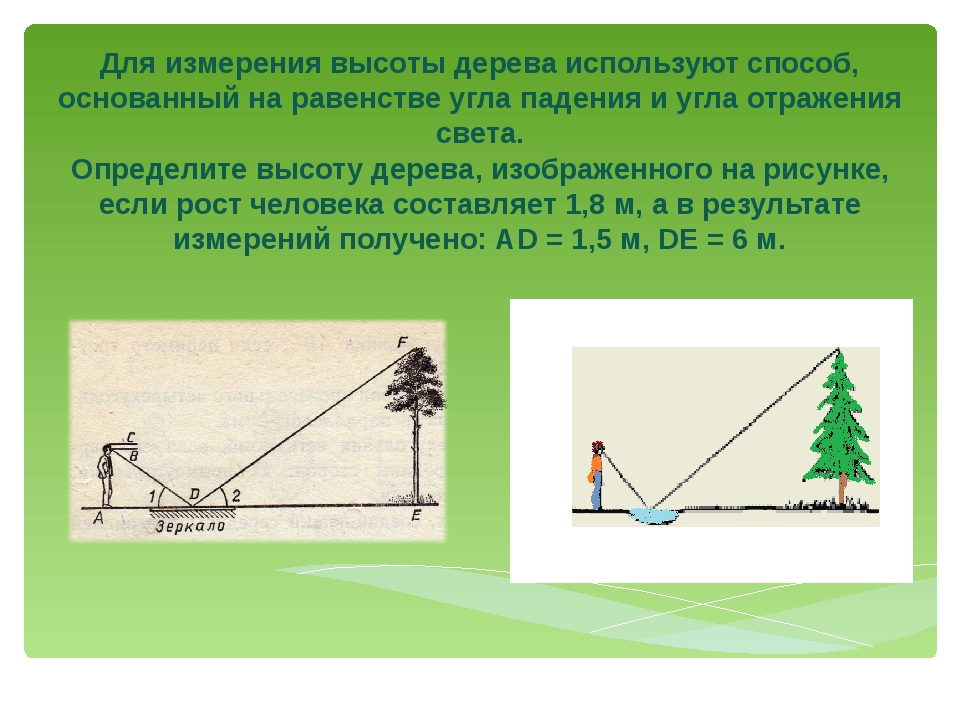 Для измерения высоты дерева используют способ,
основанный на равенстве угла падения и угла отражения
света.
Определите высоту дерева, изображенного на рисунке,
если рост человека составляет 1,8 м, а в результате
измерений получено: AD = 1,5 м, DE = 6 м.
F
C
B
1 D 2
A E
Зеркало